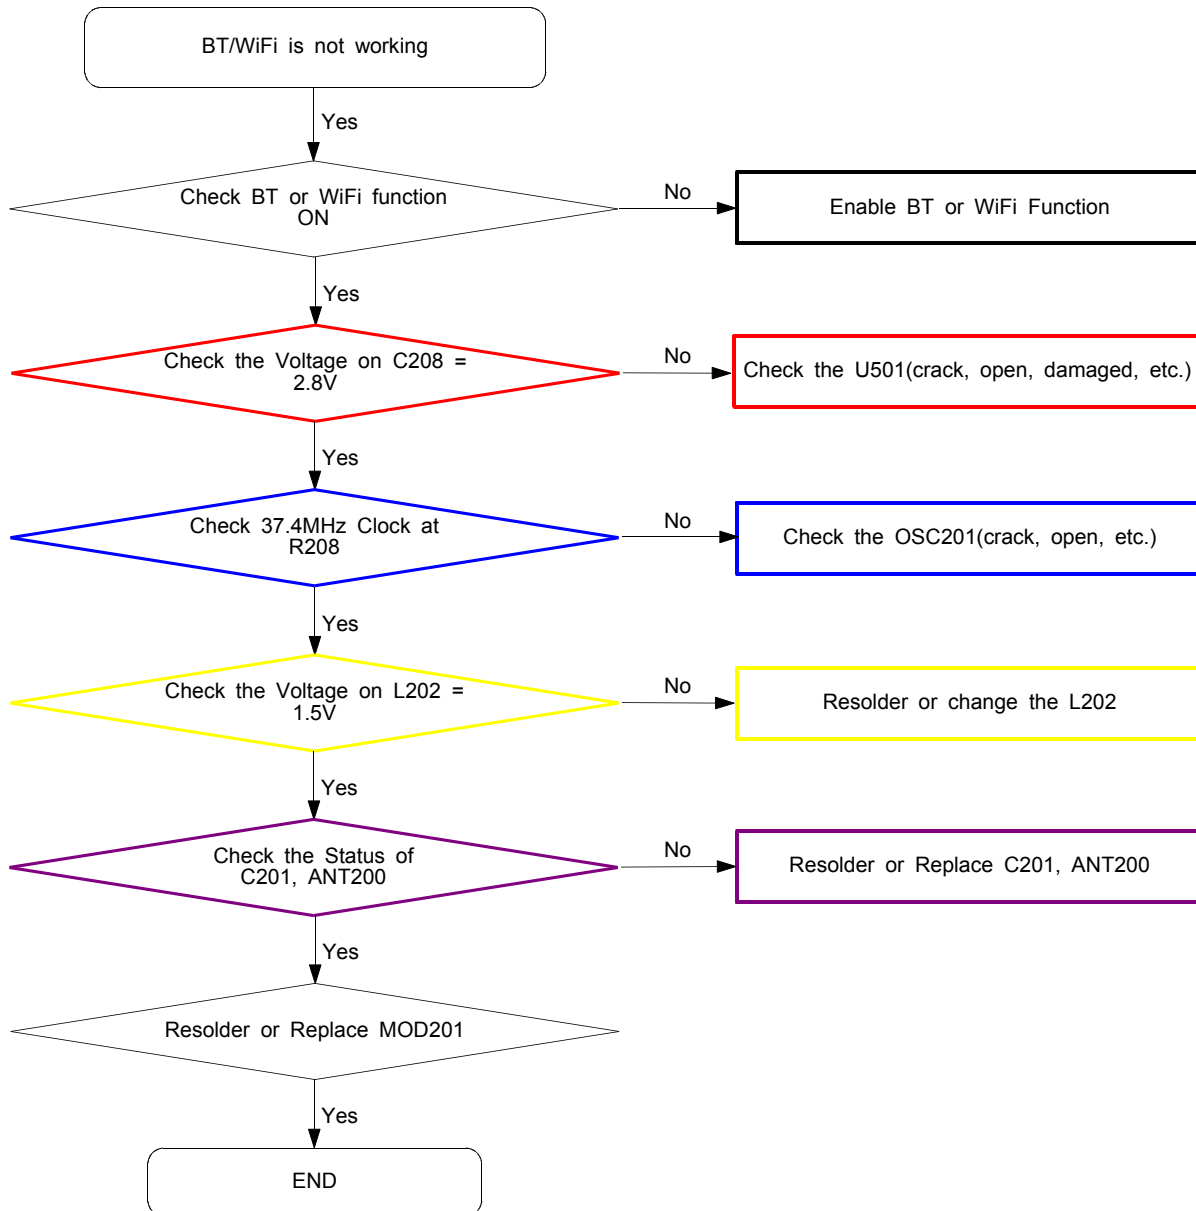 BT/WiFi is not working
Yes
Check BT or WiFi function
ON
No
Enable BT or WiFi Function
Yes
Check the Voltage on C208 =
2.8V
No
Check the U501(crack, open, damaged, etc.)
Yes
Check 37.4MHz Clock at
R208
No
Check the OSC201(crack, open, etc.)
Yes
Check the Voltage on L202 =
1.5V
No
Resolder or change the L202
Yes
Check the Status of
C201, ANT200
No
Resolder or Replace C201, ANT200
Yes
Resolder or Replace MOD201
Yes
END